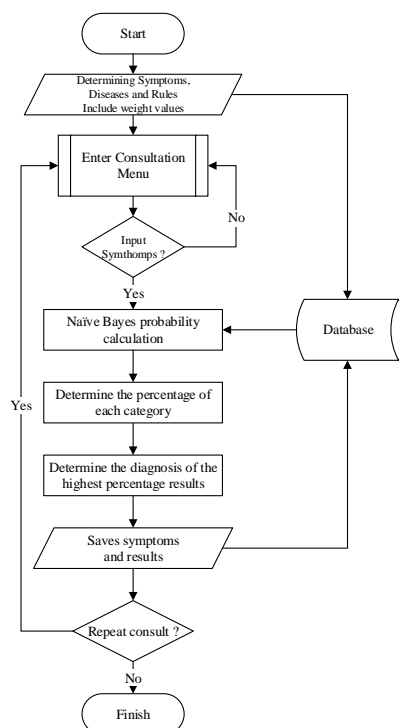 Start
Determining Symptoms,
Diseases and Rules
Include weight values
Enter Consultation
Menu
No
Input
Symthomps ?
Yes
Naïve Bayes probability
calculation
Database
Determine the percentage of
each category
Yes
Determine the diagnosis of the
highest percentage results
Saves symptoms
and results
Repeat consult ?
No
Finish